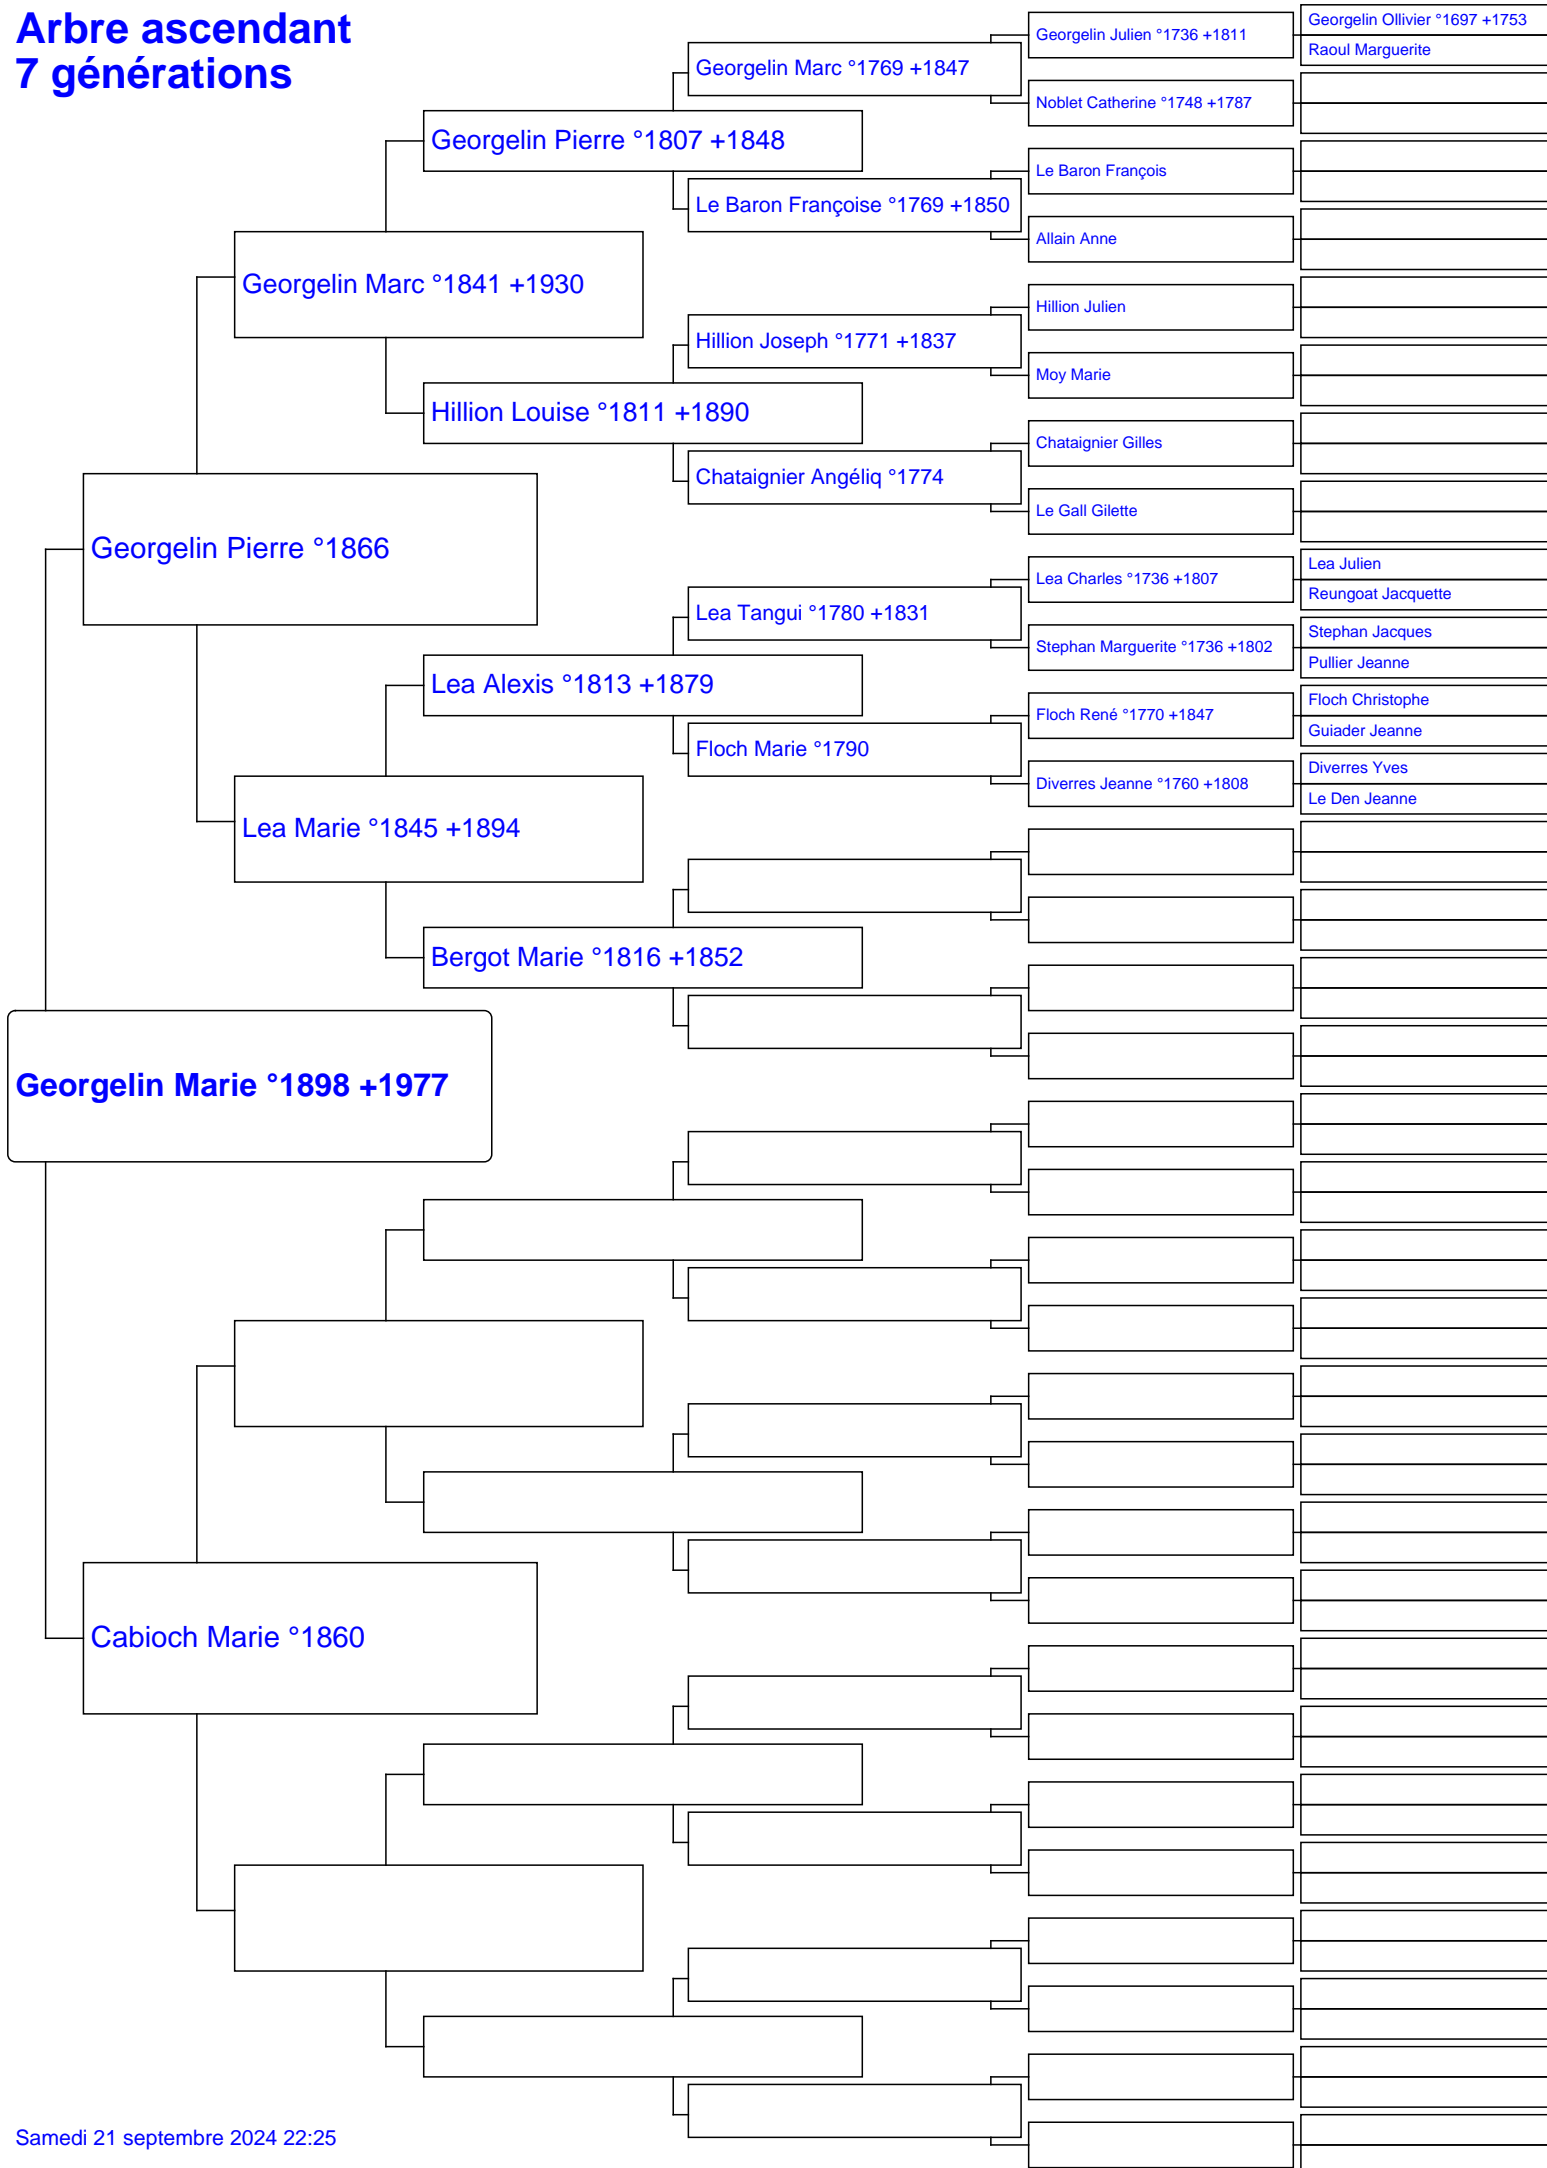 Arbre ascendant
7 générations
Georgelin Marie °1898 +1977
Georgelin Pierre °1866
Cabioch Marie °1860
Georgelin Marc °1841 +1930
Lea Marie °1845 +1894
Georgelin Pierre °1807 +1848
Hillion Louise °1811 +1890
Lea Alexis °1813 +1879
Bergot Marie °1816 +1852
Georgelin Marc °1769 +1847
Le Baron Françoise °1769 +1850
Hillion Joseph °1771 +1837
Chataignier Angéliq °1774
Lea Tangui °1780 +1831
Floch Marie °1790
Georgelin Julien °1736 +1811
Noblet Catherine °1748 +1787
Le Baron François
Allain Anne
Hillion Julien
Moy Marie
Chataignier Gilles
Le Gall Gilette
Lea Charles °1736 +1807
Stephan Marguerite °1736 +1802
Floch René °1770 +1847
Diverres Jeanne °1760 +1808
Georgelin Ollivier °1697 +1753
Raoul Marguerite
Lea Julien
Reungoat Jacquette
Stephan Jacques
Pullier Jeanne
Floch Christophe
Guiader Jeanne
Diverres Yves
Le Den Jeanne
Samedi 21 septembre 2024 22:25